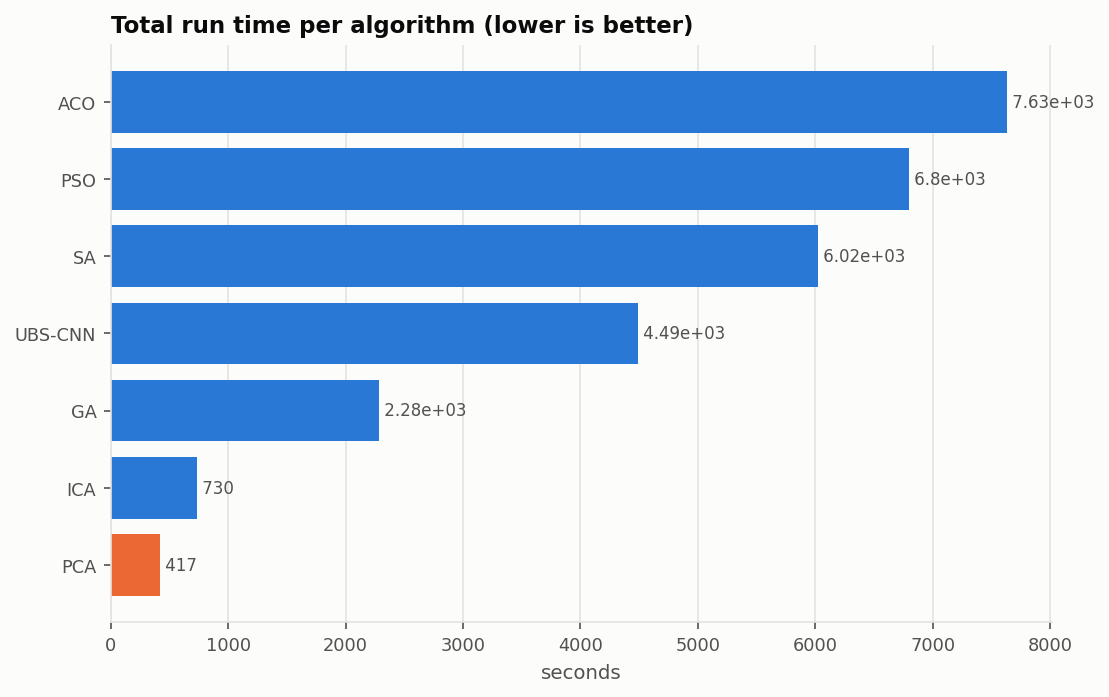 Total run time per algorithm (lower is better)
ACO 7.63e+03
PSO 6.8e+03
SA 6.02e+03
UBS-CNN 4.49e+03
GA 2.28e+03
ICA 730
PCA 417
0 1000 2000 3000 4000 5000 6000 7000 8000
seconds